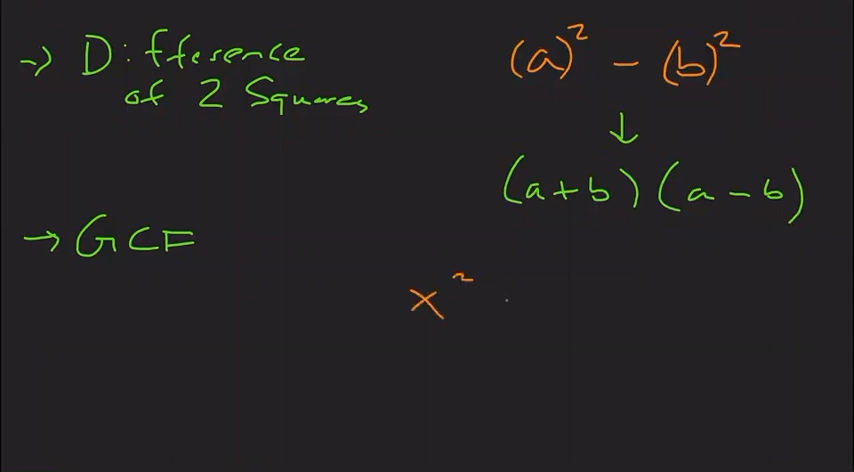 → Difference
of 2 Squares
(a)² − (b)²
↓
(a+b)(a−b)
→ GCF
x²